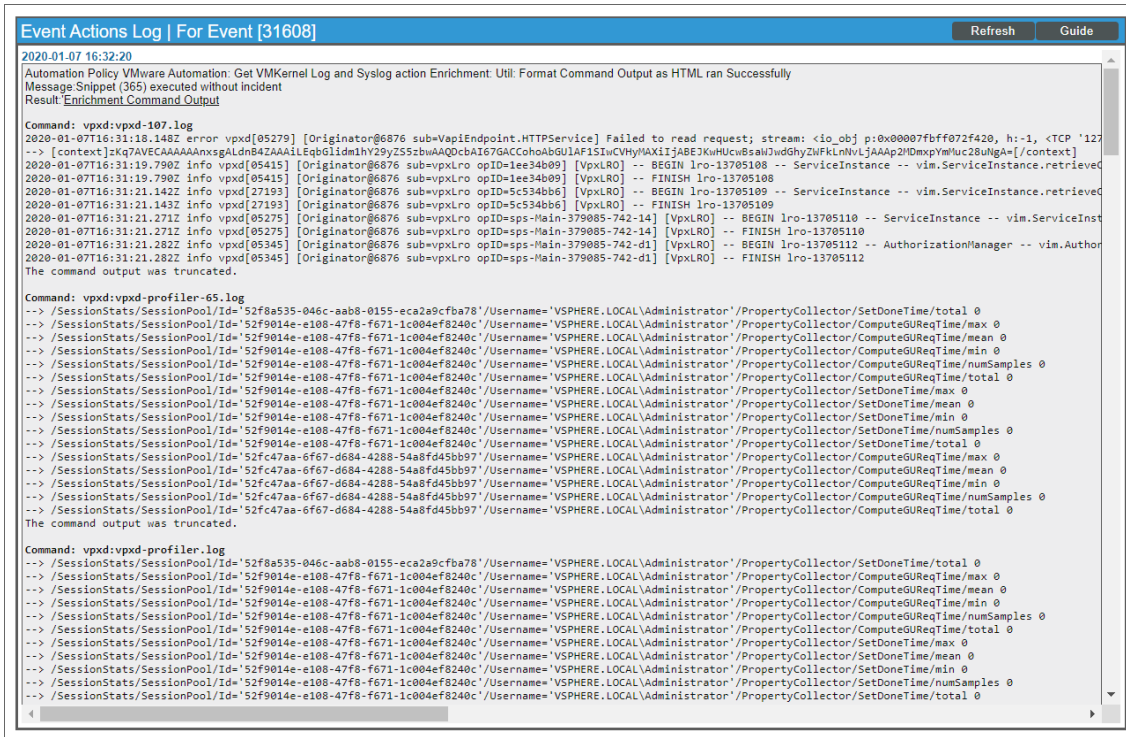 Event Actions Log | For Event [31608]
Refresh
Guide
2020-01-07 16:32:20
Automation Policy VMware Automation: Get VMKernel Log and Syslog action Enrichment: Util: Format Command Output as HTML ran Successfully
Message:Snippet (365) executed without incident
Result:'Enrichment Command Output
Command: vpxd:vpxd-107.log
2020-01-07T16:31:18.148Z error vpxd[05279] [Originator@6876 sub=VapiEndpoint.HTTPService] Failed to read request; stream: <io_obj p:0x00007fbff072f420, h:-1, <TCP '127
--> [context]zKq7AVECAAAAAAnxsgALdnB4ZAAAiLEqbGlidm1hY29yZS5zbwAAQDcLAI67GACCohoAbGUlAF1SIwCVHyMAXiIjABEJKwHUcwBsaWJwdGhyZWFkLnNvLjAAAp2MDmxpYmMuc28uNgA=[/context]
2020-01-07T16:31:19.790Z info vpxd[05415] [Originator@6876 sub=vpxLro opID=1ee34b09] [VpxLRO] -- BEGIN lro-13705108 -- ServiceInstance -- vim.ServiceInstance.retrieveC
2020-01-07T16:31:19.790Z info vpxd[05415] [Originator@6876 sub=vpxLro opID=1ee34b09] [VpxLRO] -- FINISH lro-13705108
2020-01-07T16:31:21.142Z info vpxd[27193] [Originator@6876 sub=vpxLro opID=5c534bb6] [VpxLRO] -- BEGIN lro-13705109 -- ServiceInstance -- vim.ServiceInstance.retrieveC
2020-01-07T16:31:21.143Z info vpxd[27193] [Originator@6876 sub=vpxLro opID=5c534bb6] [VpxLRO] -- FINISH lro-13705109
2020-01-07T16:31:21.271Z info vpxd[05275] [Originator@6876 sub=vpxLro opID=sps-Main-379085-742-14] [VpxLRO] -- BEGIN lro-13705110 -- ServiceInstance -- vim.ServiceInst
2020-01-07T16:31:21.271Z info vpxd[05275] [Originator@6876 sub=vpxLro opID=sps-Main-379085-742-14] [VpxLRO] -- FINISH lro-13705110
2020-01-07T16:31:21.282Z info vpxd[05345] [Originator@6876 sub=vpxLro opID=sps-Main-379085-742-d1] [VpxLRO] -- BEGIN lro-13705112 -- AuthorizationManager -- vim.Author
2020-01-07T16:31:21.282Z info vpxd[05345] [Originator@6876 sub=vpxLro opID=sps-Main-379085-742-d1] [VpxLRO] -- FINISH lro-13705112
The command output was truncated.
Command: vpxd:vpxd-profiler-65.log
--> /SessionStats/SessionPool/Id='52f8a535-046c-aab8-0155-eca2a9cfba78'/Username='VSPHERE.LOCAL\Administrator'/PropertyCollector/SetDoneTime/total 0
--> /SessionStats/SessionPool/Id='52f9014e-e108-47f8-f671-1c004ef8240c'/Username='VSPHERE.LOCAL\Administrator'/PropertyCollector/ComputeGUReqTime/max 0
--> /SessionStats/SessionPool/Id='52f9014e-e108-47f8-f671-1c004ef8240c'/Username='VSPHERE.LOCAL\Administrator'/PropertyCollector/ComputeGUReqTime/mean 0
--> /SessionStats/SessionPool/Id='52f9014e-e108-47f8-f671-1c004ef8240c'/Username='VSPHERE.LOCAL\Administrator'/PropertyCollector/ComputeGUReqTime/min 0
--> /SessionStats/SessionPool/Id='52f9014e-e108-47f8-f671-1c004ef8240c'/Username='VSPHERE.LOCAL\Administrator'/PropertyCollector/ComputeGUReqTime/numSamples 0
--> /SessionStats/SessionPool/Id='52f9014e-e108-47f8-f671-1c004ef8240c'/Username='VSPHERE.LOCAL\Administrator'/PropertyCollector/ComputeGUReqTime/total 0
--> /SessionStats/SessionPool/Id='52f9014e-e108-47f8-f671-1c004ef8240c'/Username='VSPHERE.LOCAL\Administrator'/PropertyCollector/SetDoneTime/max 0
--> /SessionStats/SessionPool/Id='52f9014e-e108-47f8-f671-1c004ef8240c'/Username='VSPHERE.LOCAL\Administrator'/PropertyCollector/SetDoneTime/mean 0
--> /SessionStats/SessionPool/Id='52f9014e-e108-47f8-f671-1c004ef8240c'/Username='VSPHERE.LOCAL\Administrator'/PropertyCollector/SetDoneTime/min 0
--> /SessionStats/SessionPool/Id='52f9014e-e108-47f8-f671-1c004ef8240c'/Username='VSPHERE.LOCAL\Administrator'/PropertyCollector/SetDoneTime/numSamples 0
--> /SessionStats/SessionPool/Id='52f9014e-e108-47f8-f671-1c004ef8240c'/Username='VSPHERE.LOCAL\Administrator'/PropertyCollector/SetDoneTime/total 0
--> /SessionStats/SessionPool/Id='52fc47aa-6f67-d684-4288-54a8fd45bb97'/Username='VSPHERE.LOCAL\Administrator'/PropertyCollector/ComputeGUReqTime/max 0
--> /SessionStats/SessionPool/Id='52fc47aa-6f67-d684-4288-54a8fd45bb97'/Username='VSPHERE.LOCAL\Administrator'/PropertyCollector/ComputeGUReqTime/mean 0
--> /SessionStats/SessionPool/Id='52fc47aa-6f67-d684-4288-54a8fd45bb97'/Username='VSPHERE.LOCAL\Administrator'/PropertyCollector/ComputeGUReqTime/min 0
--> /SessionStats/SessionPool/Id='52fc47aa-6f67-d684-4288-54a8fd45bb97'/Username='VSPHERE.LOCAL\Administrator'/PropertyCollector/ComputeGUReqTime/numSamples 0
--> /SessionStats/SessionPool/Id='52fc47aa-6f67-d684-4288-54a8fd45bb97'/Username='VSPHERE.LOCAL\Administrator'/PropertyCollector/ComputeGUReqTime/total 0
The command output was truncated.
Command: vpxd:vpxd-profiler.log
--> /SessionStats/SessionPool/Id='52f8a535-046c-aab8-0155-eca2a9cfba78'/Username='VSPHERE.LOCAL\Administrator'/PropertyCollector/SetDoneTime/total 0
--> /SessionStats/SessionPool/Id='52f9014e-e108-47f8-f671-1c004ef8240c'/Username='VSPHERE.LOCAL\Administrator'/PropertyCollector/ComputeGUReqTime/max 0
--> /SessionStats/SessionPool/Id='52f9014e-e108-47f8-f671-1c004ef8240c'/Username='VSPHERE.LOCAL\Administrator'/PropertyCollector/ComputeGUReqTime/mean 0
--> /SessionStats/SessionPool/Id='52f9014e-e108-47f8-f671-1c004ef8240c'/Username='VSPHERE.LOCAL\Administrator'/PropertyCollector/ComputeGUReqTime/min 0
--> /SessionStats/SessionPool/Id='52f9014e-e108-47f8-f671-1c004ef8240c'/Username='VSPHERE.LOCAL\Administrator'/PropertyCollector/ComputeGUReqTime/numSamples 0
--> /SessionStats/SessionPool/Id='52f9014e-e108-47f8-f671-1c004ef8240c'/Username='VSPHERE.LOCAL\Administrator'/PropertyCollector/ComputeGUReqTime/total 0
--> /SessionStats/SessionPool/Id='52f9014e-e108-47f8-f671-1c004ef8240c'/Username='VSPHERE.LOCAL\Administrator'/PropertyCollector/SetDoneTime/max 0
--> /SessionStats/SessionPool/Id='52f9014e-e108-47f8-f671-1c004ef8240c'/Username='VSPHERE.LOCAL\Administrator'/PropertyCollector/SetDoneTime/mean 0
--> /SessionStats/SessionPool/Id='52f9014e-e108-47f8-f671-1c004ef8240c'/Username='VSPHERE.LOCAL\Administrator'/PropertyCollector/SetDoneTime/min 0
--> /SessionStats/SessionPool/Id='52f9014e-e108-47f8-f671-1c004ef8240c'/Username='VSPHERE.LOCAL\Administrator'/PropertyCollector/SetDoneTime/numSamples 0
--> /SessionStats/SessionPool/Id='52f9014e-e108-47f8-f671-1c004ef8240c'/Username='VSPHERE.LOCAL\Administrator'/PropertyCollector/SetDoneTime/total 0